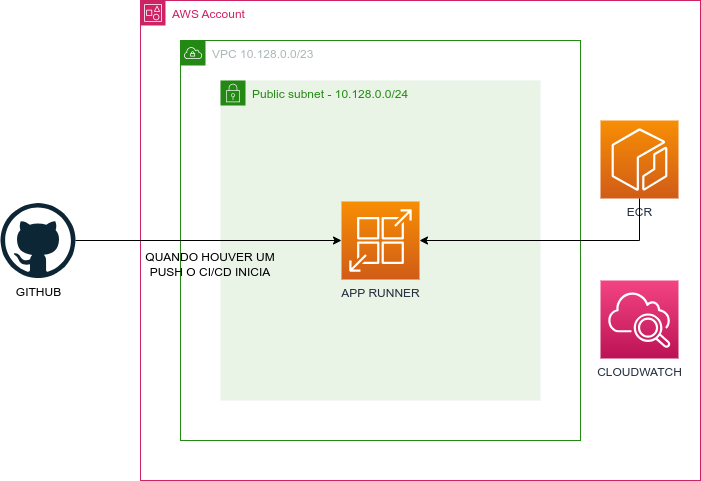 AWS Account
VPC 10.128.0.0/23
Public subnet - 10.128.0.0/24
ECR
GITHUB
QUANDO HOUVER UM
PUSH O CI/CD INICIA
APP RUNNER
CLOUDWATCH